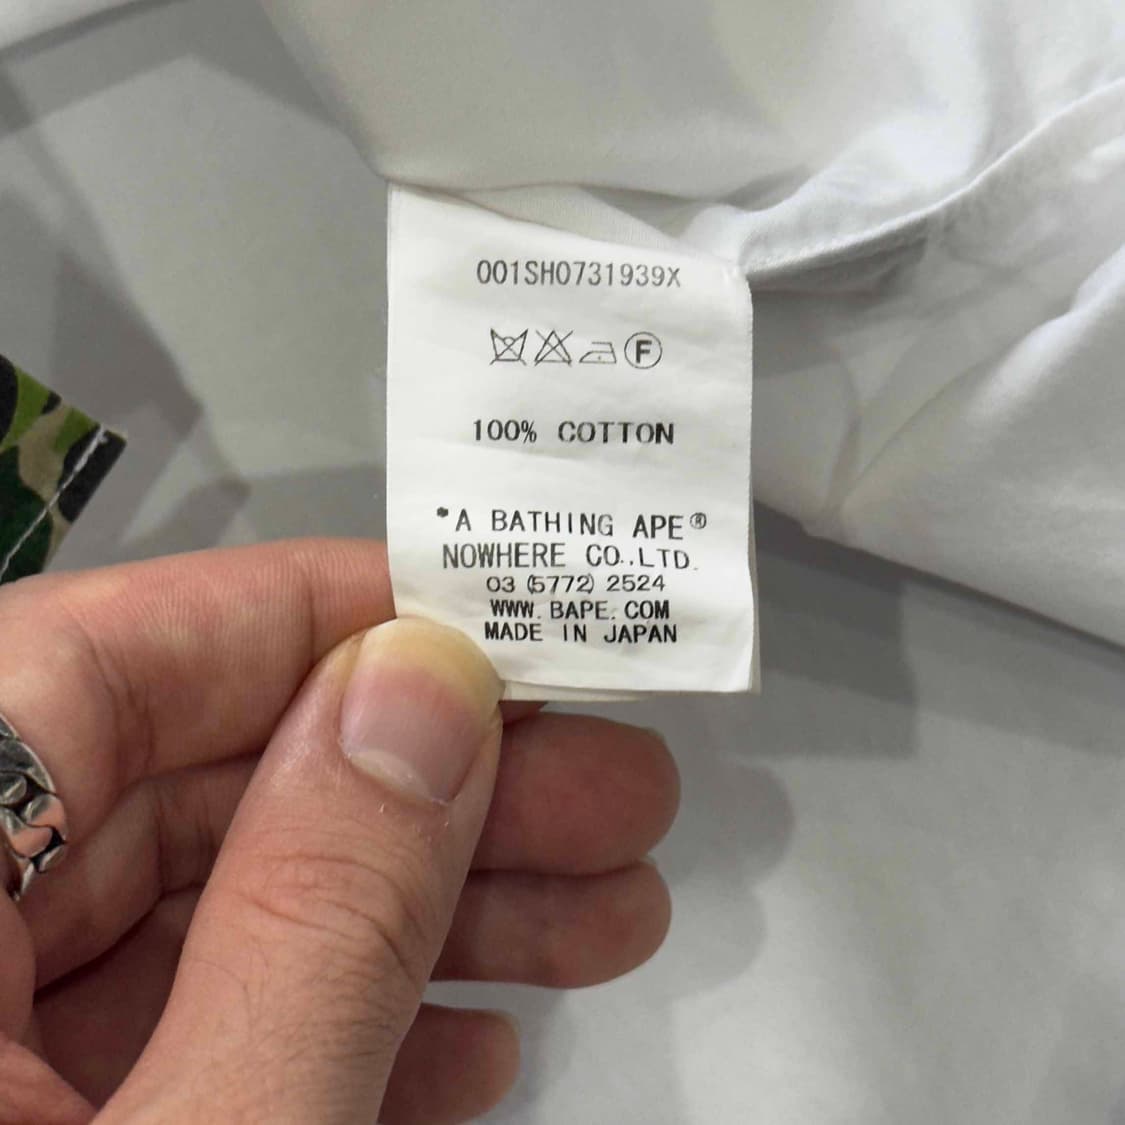 001SH0731939X
F
100% COTTON
*A BATHING APE®
NOWHERE CO.,LTD.
03 (5772) 2524
WWW. BAPE. COM
MADE IN JAPAN